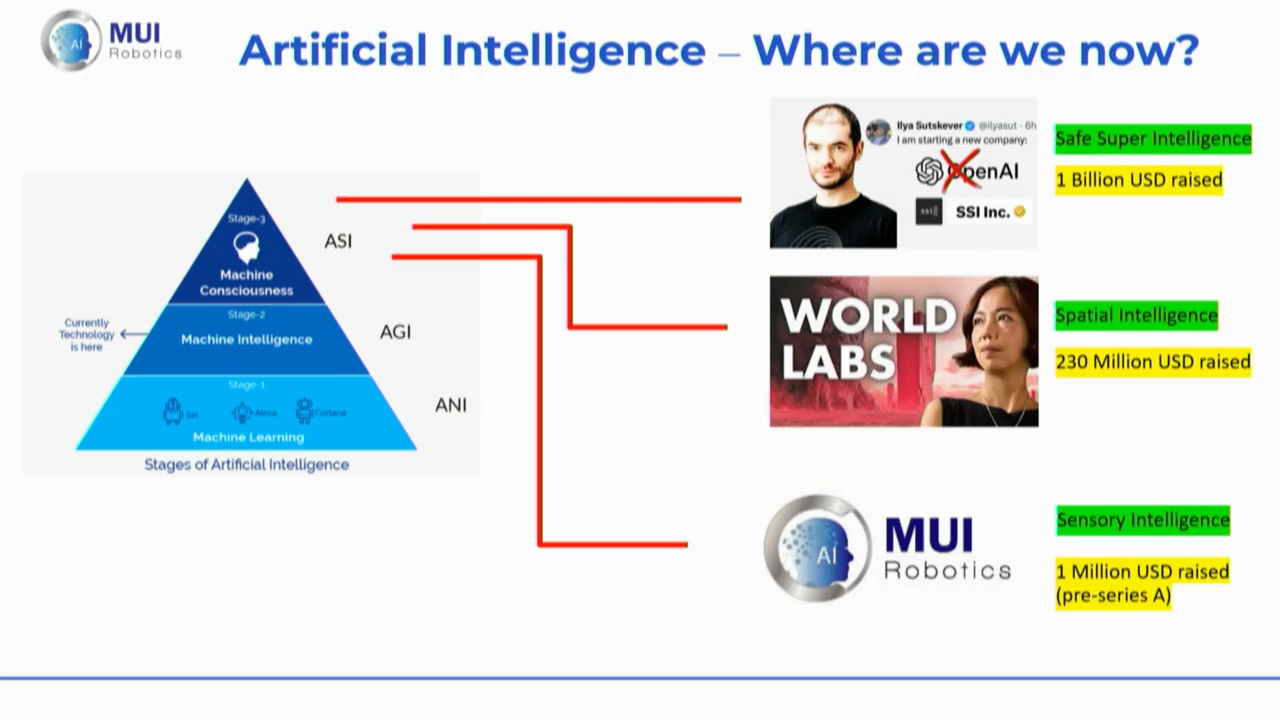 MUI
Robotics
AI
Artificial Intelligence – Where are we now?
Stage-3
Machine
Consciousness
ASI
Stage-2
Machine Intelligence
AGI
Currently
Technology
is here
Stage-1
Siri
Alexa
Cortana
Machine Learning
ANI
Stages of Artificial Intelligence
Ilya Sutskever @ilyasut · 6h
I am starting a new company:
OpenAI
ssi
SSI Inc.
Safe Super Intelligence
1 Billion USD raised
WORLD
LABS
Spatial Intelligence
230 Million USD raised
AI
MUI
Robotics
Sensory Intelligence
1 Million USD raised
(pre-series A)